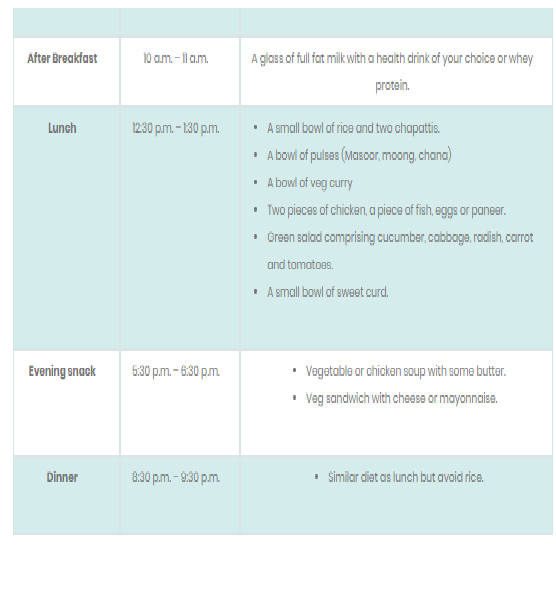 After Breakfast
10 a.m. – 11 a.m.
A glass of full fat milk with a health drink of your choice or whey
protein.
Lunch
12:30 p.m. – 1:30 p.m.
• A small bowl of rice and two chapattis.
• A bowl of pulses (Masoor, moong, chana)
• A bowl of veg curry
• Two pieces of chicken, a piece of fish, eggs or paneer.
• Green salad comprising cucumber, cabbage, radish, carrot
and tomatoes.
• A small bowl of sweet curd.
Evening snack
5:30 p.m. – 6:30 p.m.
• Vegetable or chicken soup with some butter.
• Veg sandwich with cheese or mayonnaise.
Dinner
8:30 p.m. – 9:30 p.m.
• Similar diet as lunch but avoid rice.